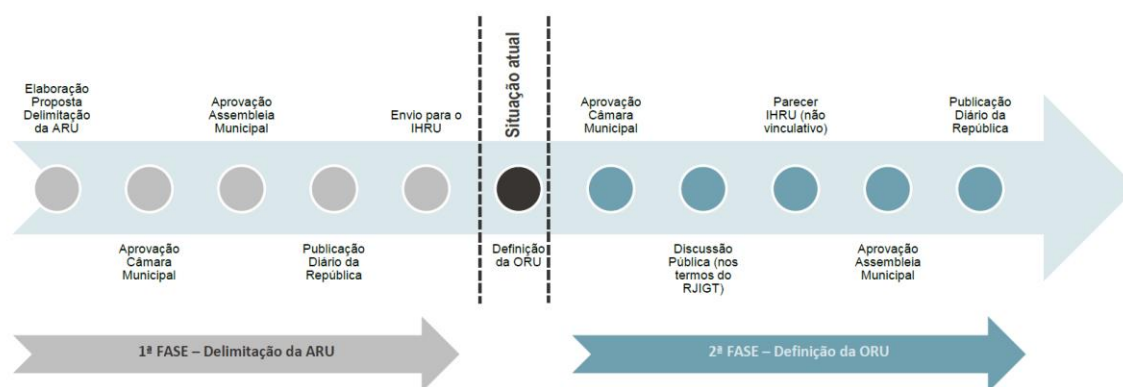 Elaboração
Proposta
Delimitação
da ARU
Aprovação
Câmara
Municipal
Aprovação
Assembleia
Municipal
Publicação
Diário da
República
Envio para o
IHRU
Situação atual
Definição
da ORU
Aprovação
Câmara
Municipal
Discussão
Pública (nos
termos do
RJIGT)
Parecer
IHRU (não
vinculativo)
Aprovação
Assembleia
Municipal
Publicação
Diário da
República
1ª FASE – Delimitação da ARU
2ª FASE – Definição da ORU